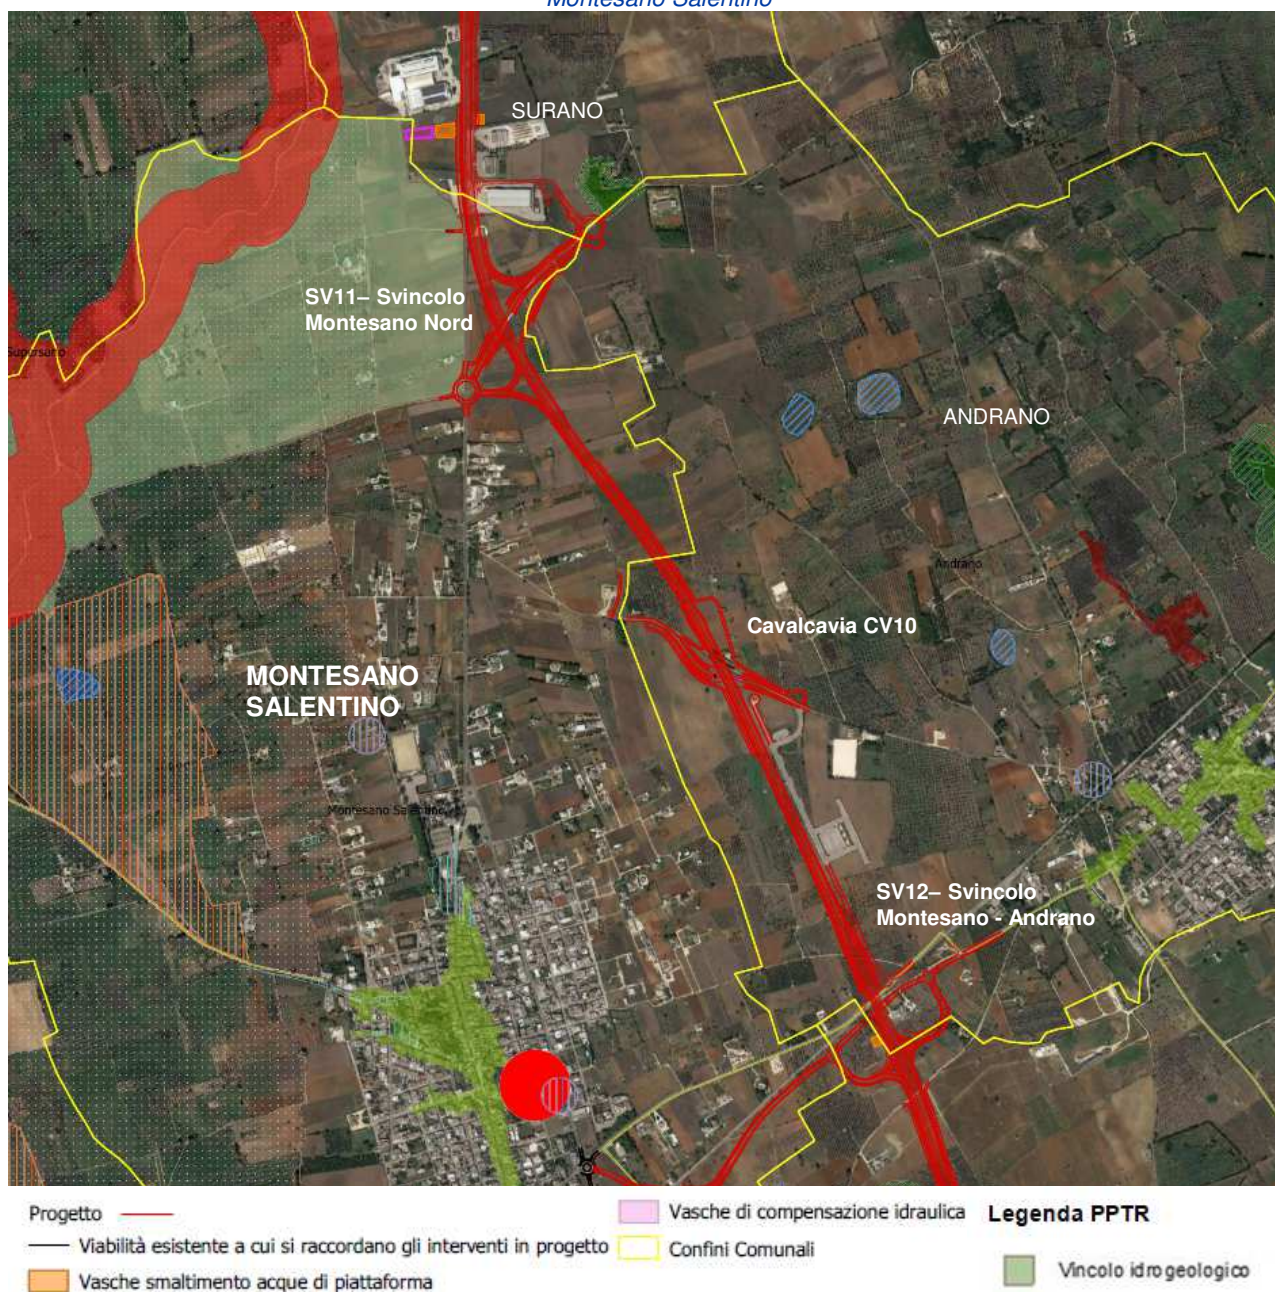 Montesano Salentino
SURANO
SV11– Svincolo
Montesano Nord
Supersano
ANDRANO
Andrano
Cavalcavia CV10
MONTESANO
SALENTINO
Montesano Salentino
SV12– Svincolo
Montesano - Andrano
Progetto
Viabilità esistente a cui si raccordano gli interventi in progetto
Vasche smaltimento acque di piattaforma
Vasche di compensazione idraulica
Confini Comunali
Legenda PPTR
Vincolo idrogeologico